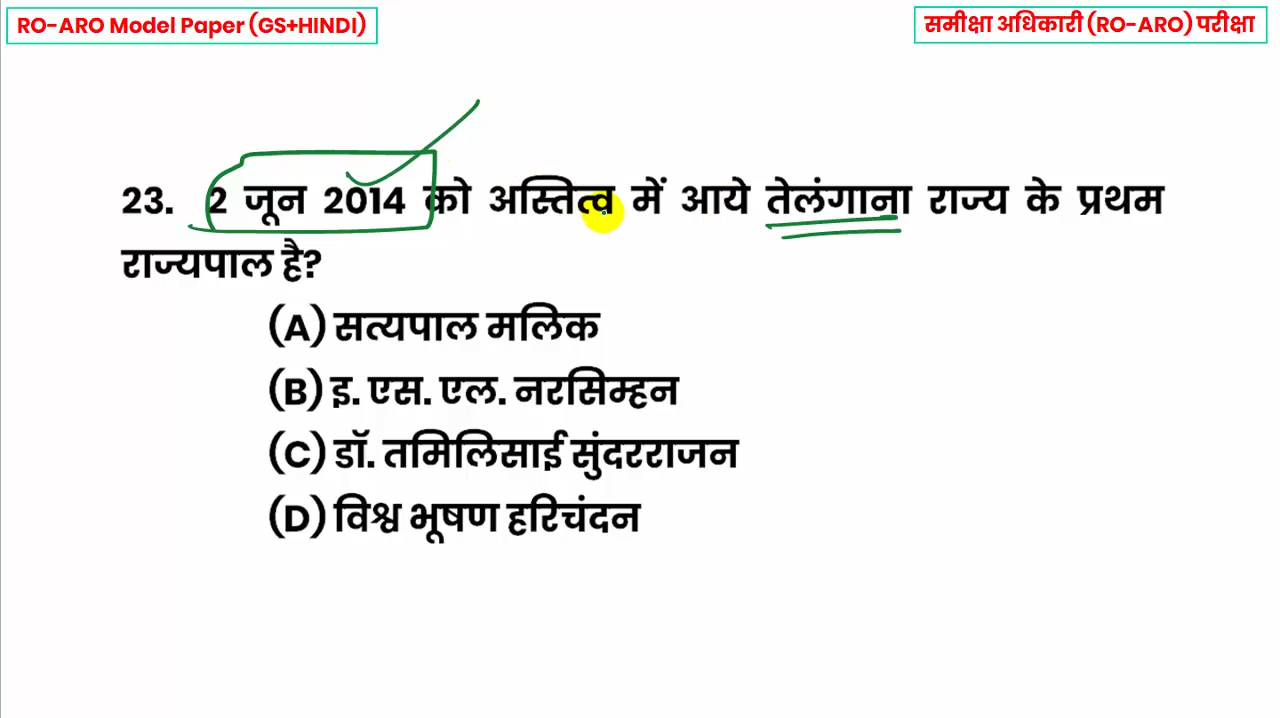 RO-ARO Model Paper (GS+HINDI)
समीक्षा अधिकारी (RO-ARO) परीक्षा
23. 2 जून 2014 को अस्तित्व में आये तेलंगाना राज्य के प्रथम
राज्यपाल है?
(A) सत्यपाल मलिक
(B) इ. एस. एल. नरसिम्हन
(C) डॉ. तमिलिसाई सुंदरराजन
(D) विश्व भूषण हरिचंदन